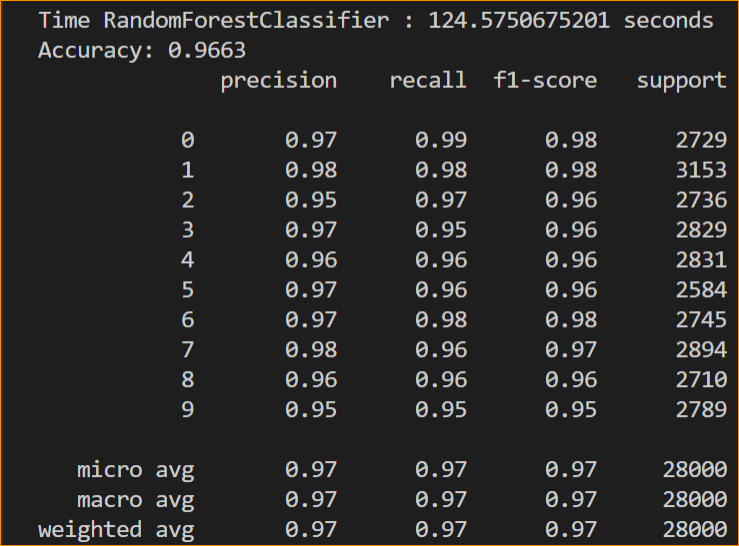 Time RandomForestClassifier : 124.5750675201 seconds
Accuracy: 0.9663
precision recall f1-score support
0 0.97 0.99 0.98 2729
1 0.98 0.98 0.98 3153
2 0.95 0.97 0.96 2736
3 0.97 0.95 0.96 2829
4 0.96 0.96 0.96 2831
5 0.97 0.96 0.96 2584
6 0.97 0.98 0.98 2745
7 0.98 0.96 0.97 2894
8 0.96 0.96 0.96 2710
9 0.95 0.95 0.95 2789
micro avg 0.97 0.97 0.97 28000
macro avg 0.97 0.97 0.97 28000
weighted avg 0.97 0.97 0.97 28000